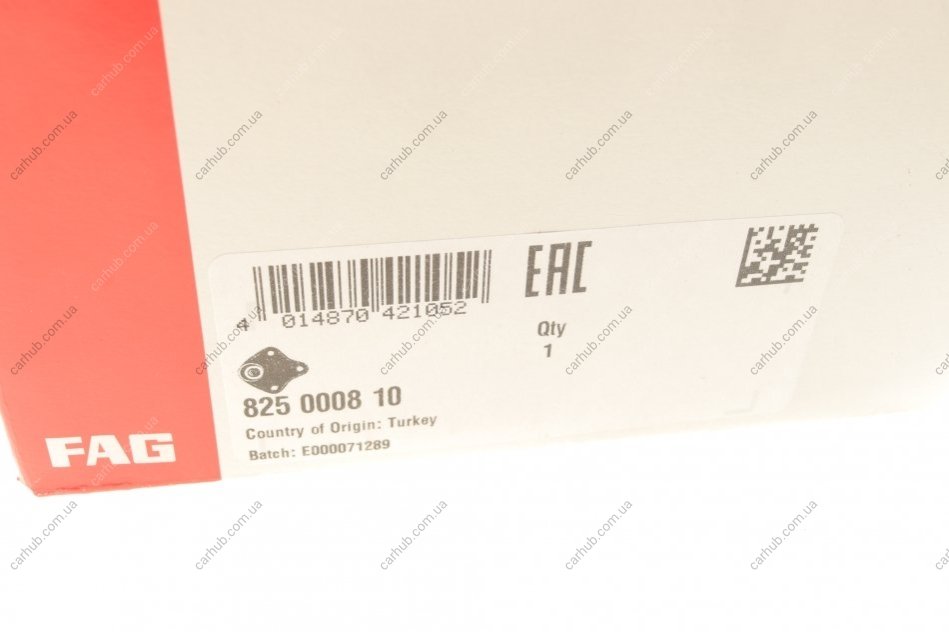 EAC
4 014870 421052
Qty
1
825 0008 10
Country of Origin: Turkey
Batch: E000071289
FAG
carhub.com.ua